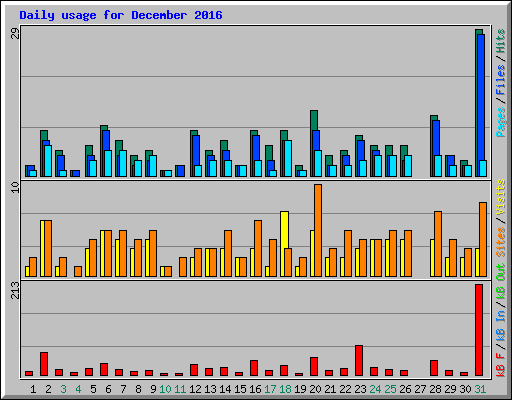 Daily usage for December 2016
29
Pages / Files / Hits
10
Sites / Visits
213
kB F / kB In / kB Out
1 2 3 4 5 6 7 8 9 10 11 12 13 14 15 16 17 18 19 20 21 22 23 24 25 26 27 28 29 30 31